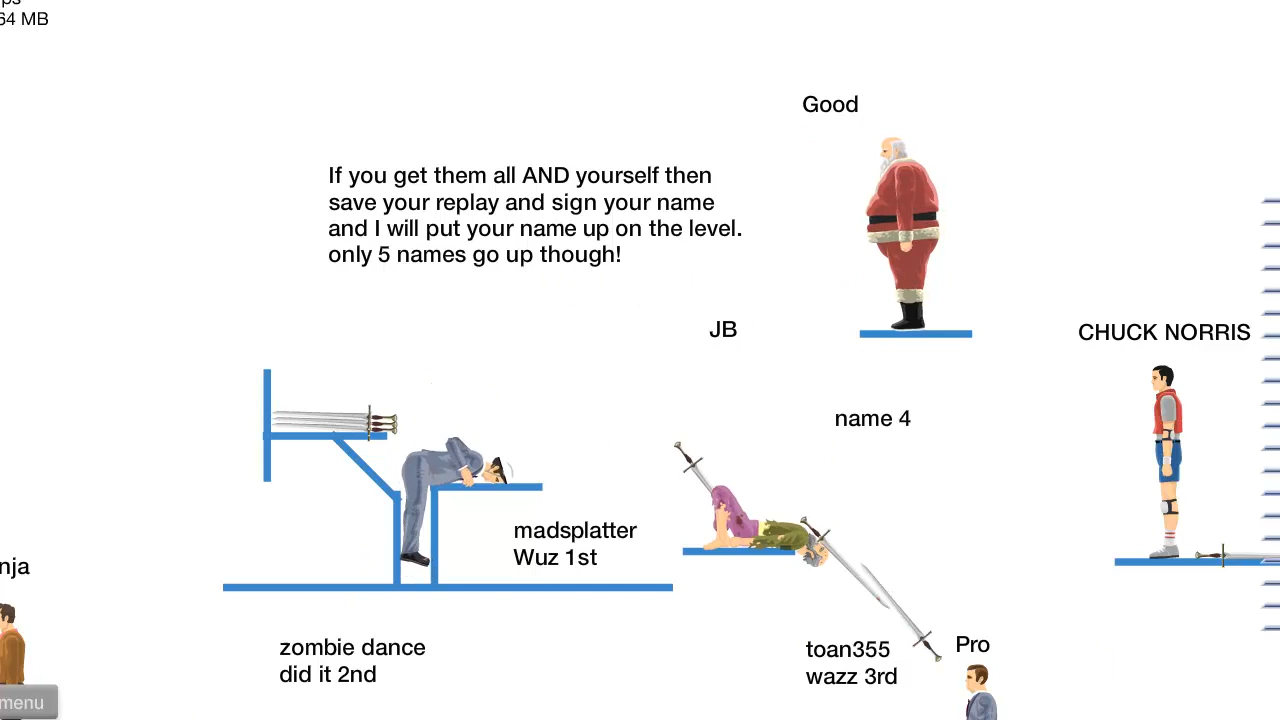 64 MB
Good
If you get them all AND yourself then
save your replay and sign your name
and I will put your name up on the level.
only 5 names go up though!
JB
CHUCK NORRIS
name 4
madsplatter
Wuz 1st
nja
zombie dance
did it 2nd
toan355
wazz 3rd
Pro
menu